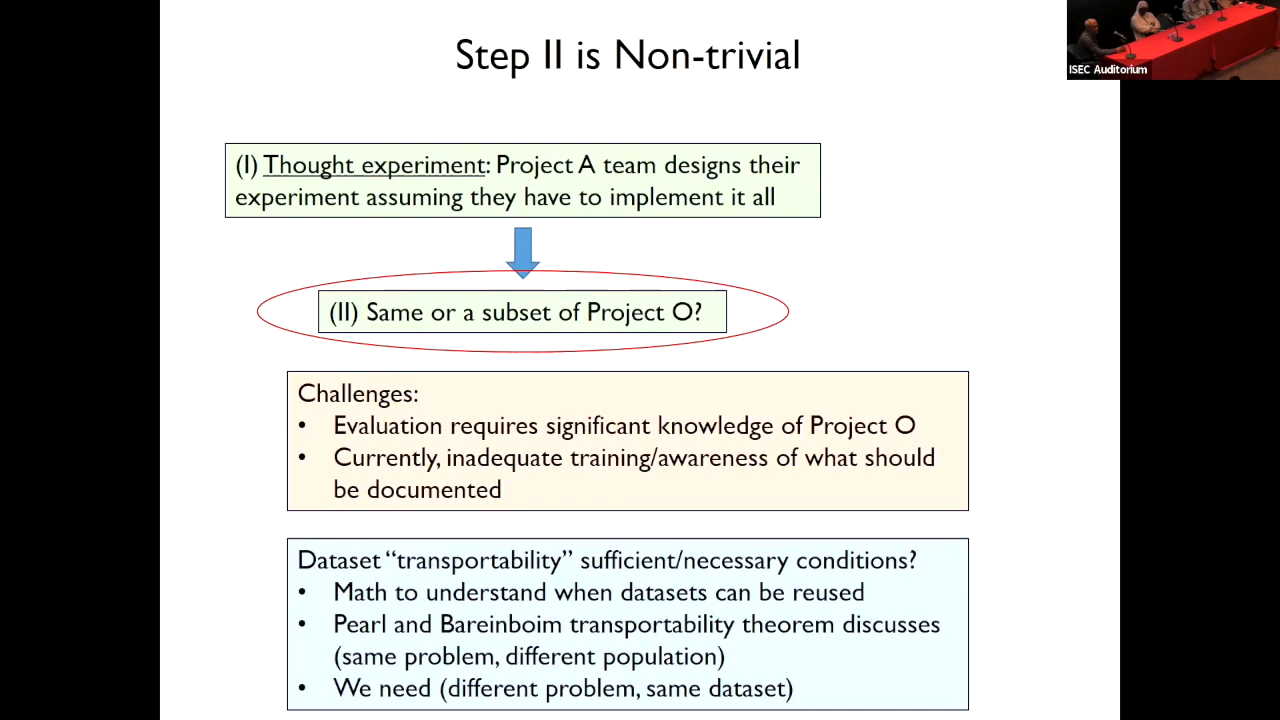 Step II is Non-trivial
ISEC Auditorium
(I) Thought experiment: Project A team designs their
experiment assuming they have to implement it all
(II) Same or a subset of Project O?
Challenges:
• Evaluation requires significant knowledge of Project O
• Currently, inadequate training/awareness of what should
be documented
Dataset “transportability” sufficient/necessary conditions?
• Math to understand when datasets can be reused
• Pearl and Bareinboim transportability theorem discusses
(same problem, different population)
• We need (different problem, same dataset)